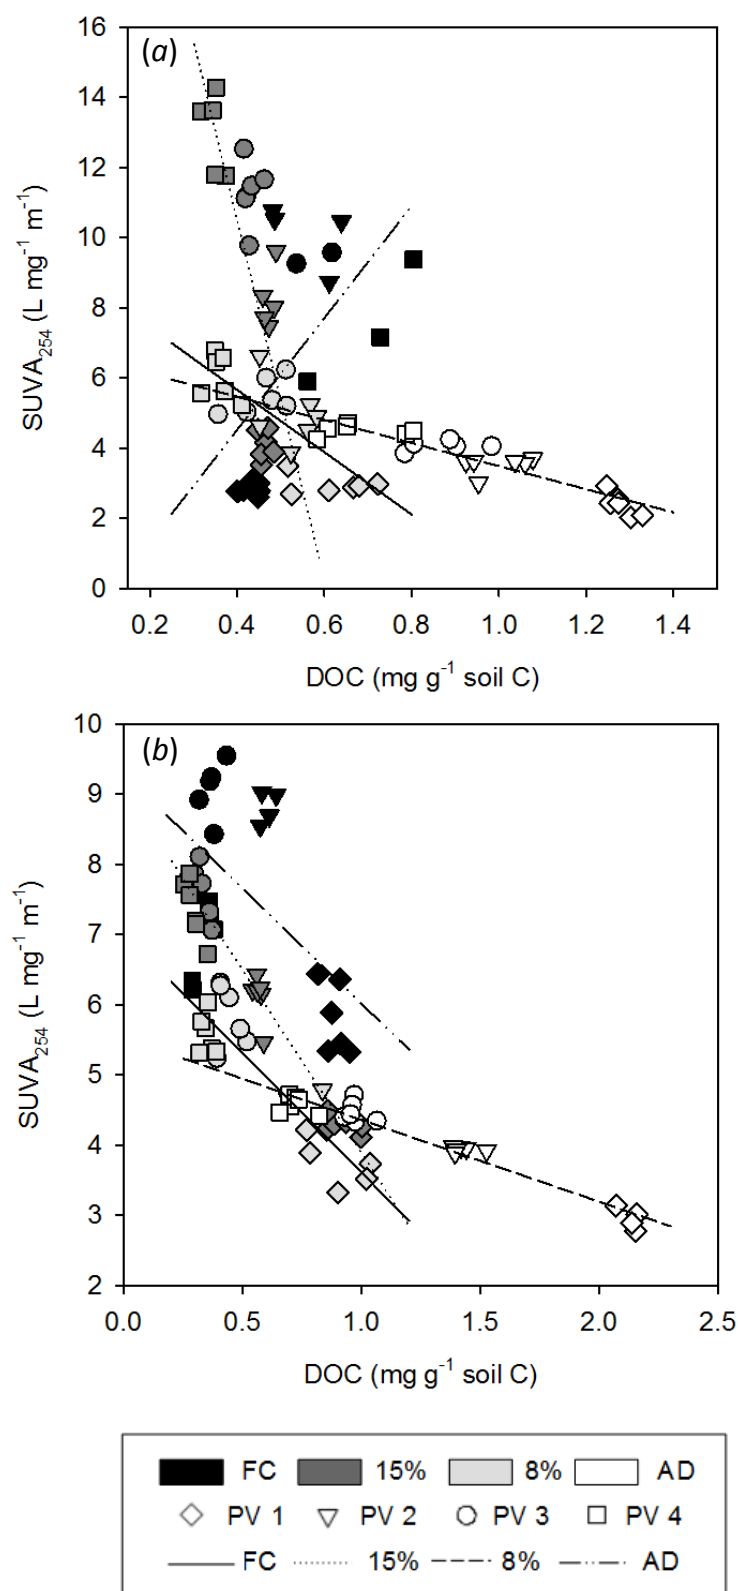 (a)
16
14
12
10
8
6
4
2
0
SUVA254 (L mg-1 m-1)
0.2 0.4 0.6 0.8 1.0 1.2 1.4
DOC (mg g-1 soil C)
(b)
10
9
8
7
6
5
4
3
2
SUVA254 (L mg-1 m-1)
0.0 0.5 1.0 1.5 2.0 2.5
DOC (mg g-1 soil C)
FC 15% 8% AD
PV 1 PV 2 PV 3 PV 4
FC 15% 8% AD